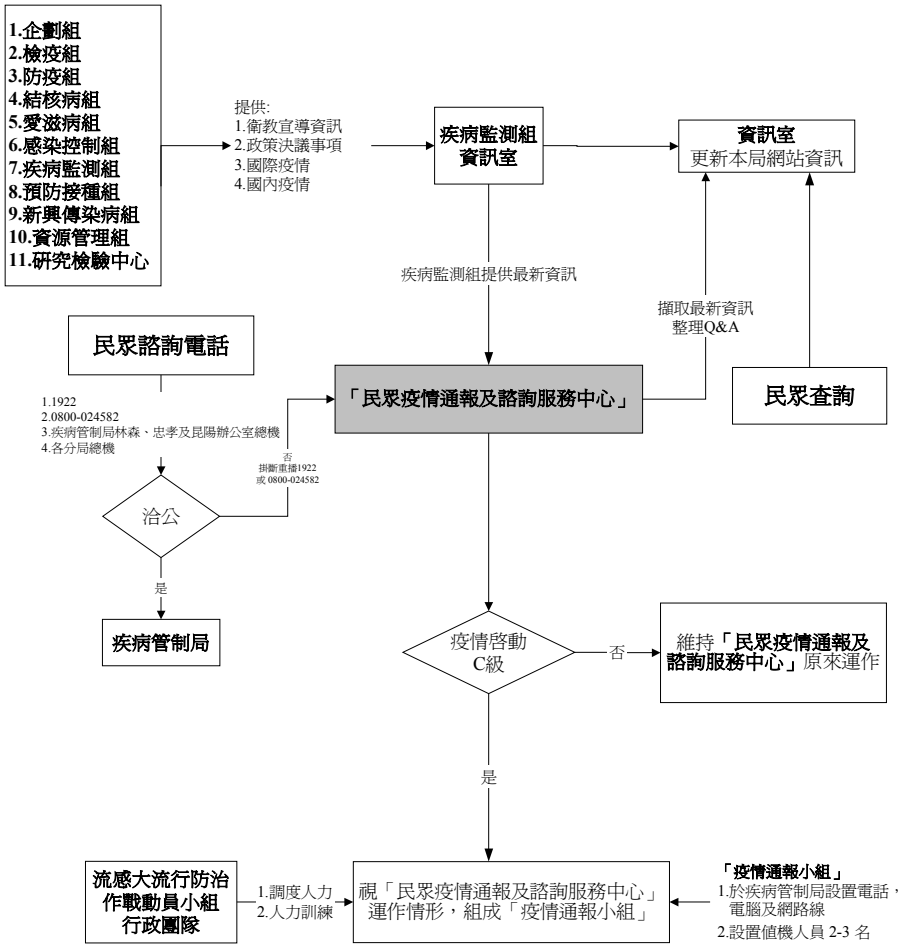 1.企劃組
2.檢疫組
3.防疫組
4.結核病組
5.愛滋病組
6.感染控制組
7.疾病監測組
8.預防接種組
9.新興傳染病組
10.資源管理組
11.研究檢驗中心
提供:
1.衛教宣導資訊
2.政策決議事項
3.國際疫情
4.國內疫情
疾病監測組
資訊室
資訊室
更新本局網站資訊
疾病監測組提供最新資訊
擷取最新資訊
整理Q&A
民眾諮詢電話
「民眾疫情通報及諮詢服務中心」
民眾查詢
1.1922
2.0800-024582
3.疾病管制局林森、忠孝及昆陽辦公室總機
4.各分局總機
否
掛斷重播1922
或 0800-024582
洽公
是
疾病管制局
疫情啓動
C級
否
維持「民眾疫情通報及
諮詢服務中心」原來運作
是
流感大流行防治
作戰動員小組
行政團隊
1.調度人力
2.人力訓練
視「民眾疫情通報及諮詢服務中心」
運作情形，組成「疫情通報小組」
「疫情通報小組」
1.於疾病管制局設置電話，
電腦及網路線
2.設置值機人員 2-3 名